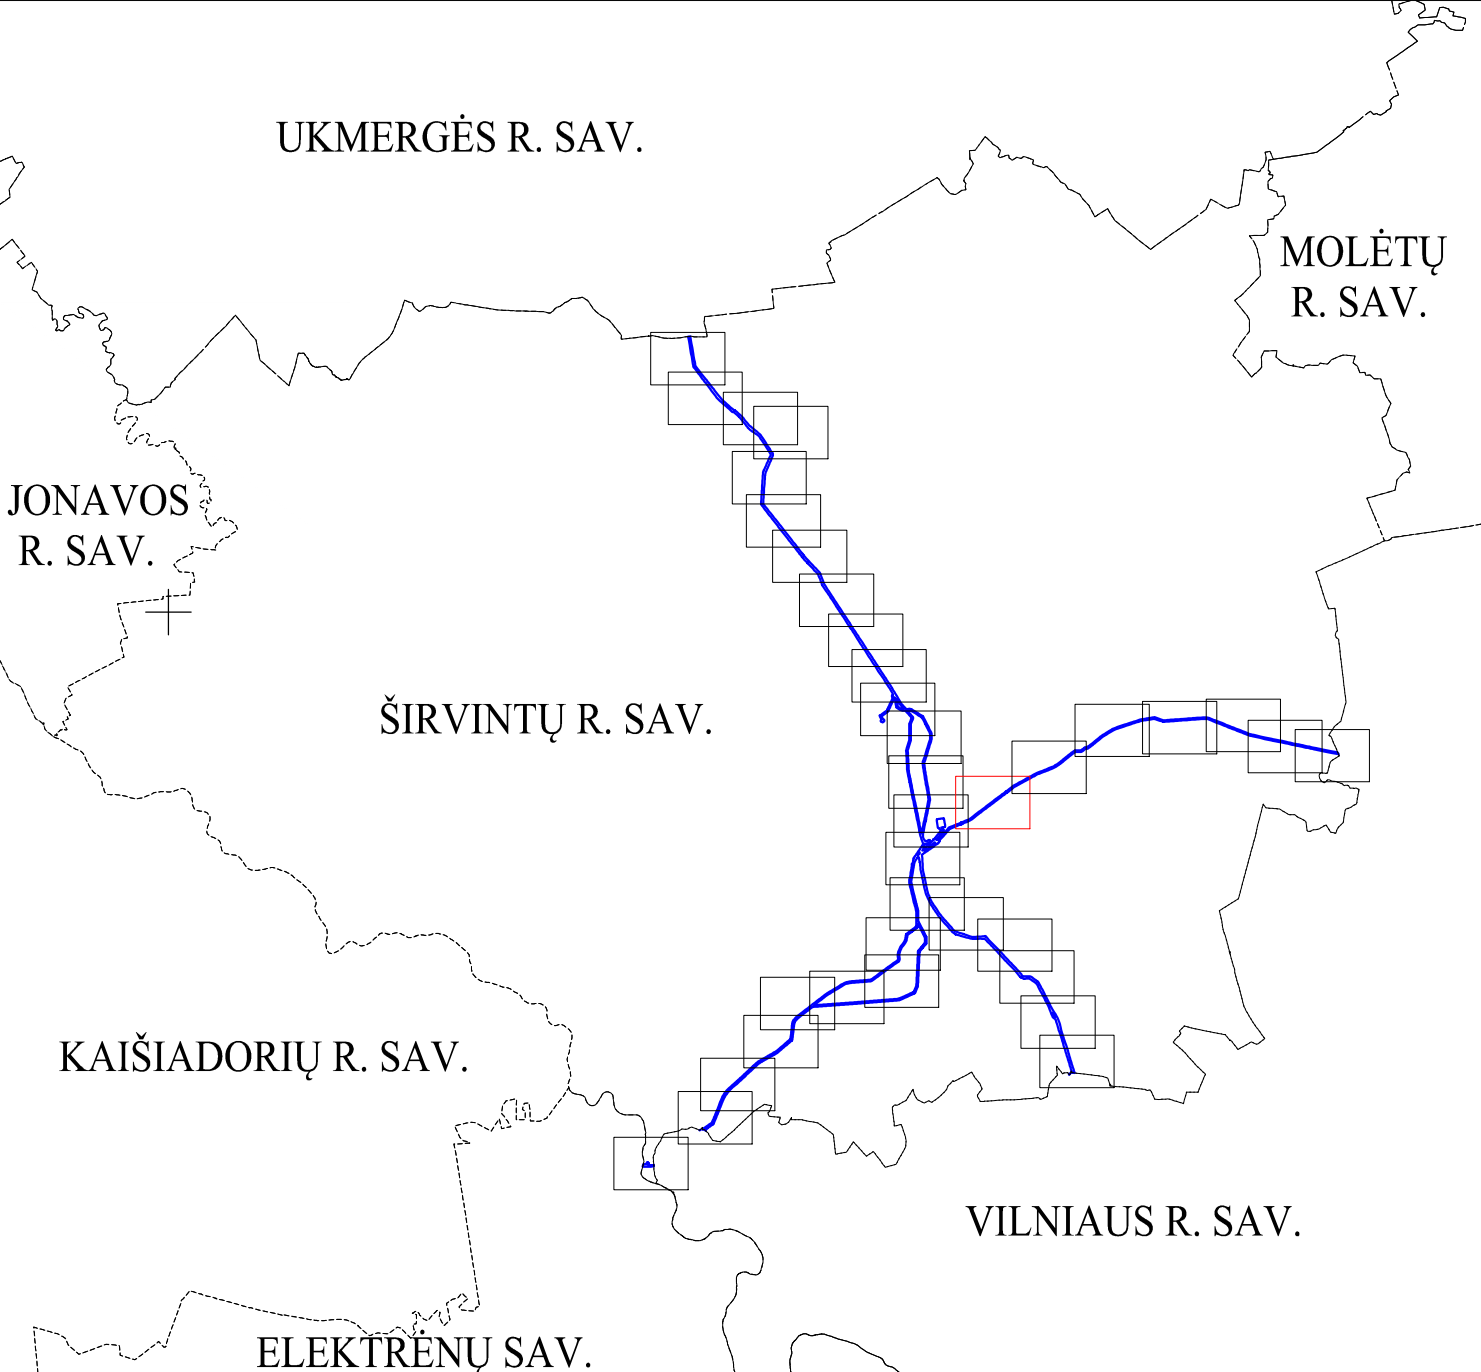 UKMERGĖS R. SAV.
MOLĖTŲ
R. SAV.
JONAVOS
R. SAV.
ŠIRVINTŲ R. SAV.
KAIŠIADORIŲ R. SAV.
VILNIAUS R. SAV.
ELEKTRĖNŲ SAV.